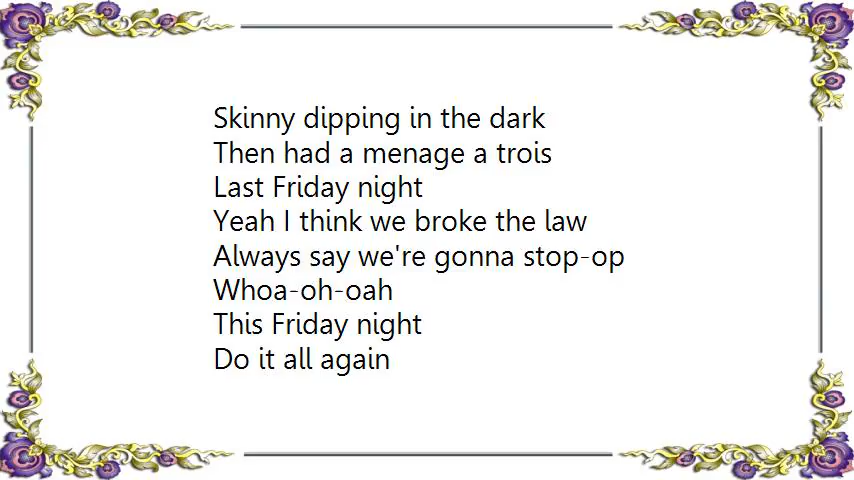 Skinny dipping in the dark
Then had a menage a trois
Last Friday night
Yeah I think we broke the law
Always say we're gonna stop-op
Whoa-oh-oah
This Friday night
Do it all again